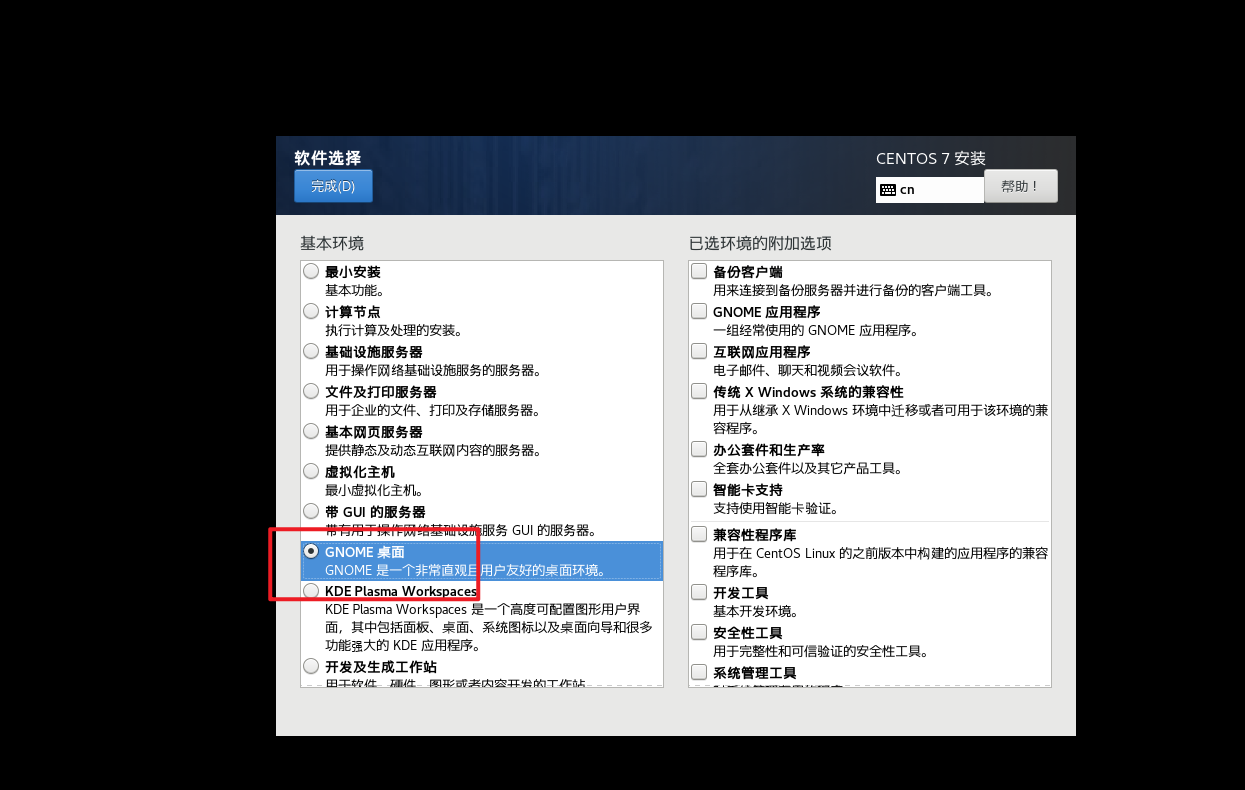 软件选择
完成(D)
CENTOS 7 安装
cn
帮助！
基本环境
最小安装
基本功能。
计算节点
执行计算及处理的安装。
基础设施服务器
用于操作网络基础设施服务的服务器。
文件及打印服务器
用于企业的文件、打印及存储服务器。
基本网页服务器
提供静态及动态互联网内容的服务器。
虚拟化主机
最小虚拟化主机。
带 GUI 的服务器
带有用于操作网络基础设施服务 GUI 的服务器。
GNOME 桌面
GNOME 是一个非常直观且用户友好的桌面环境。
KDE Plasma Workspaces
KDE Plasma Workspaces 是一个高度可配置图形用户界
面，其中包括面板、桌面、系统图标以及桌面向导和很多
功能强大的 KDE 应用程序。
开发及生成工作站
用于软件、硬件、图形或者内容开发的工作站
已选环境的附加选项
备份客户端
用来连接到备份服务器并进行备份的客户端工具。
GNOME 应用程序
一组经常使用的 GNOME 应用程序。
互联网应用程序
电子邮件、聊天和视频会议软件。
传统 X Windows 系统的兼容性
用于从继承 X Windows 环境中迁移或者可用于该环境的兼
容程序。
办公套件和生产率
全套办公套件以及其它产品工具。
智能卡支持
支持使用智能卡验证。
兼容性程序库
用于在 CentOS Linux 的之前版本中构建的应用程序的兼容
程序库。
开发工具
基本开发环境。
安全性工具
用于完整性和可信验证的安全性工具。
系统管理工具